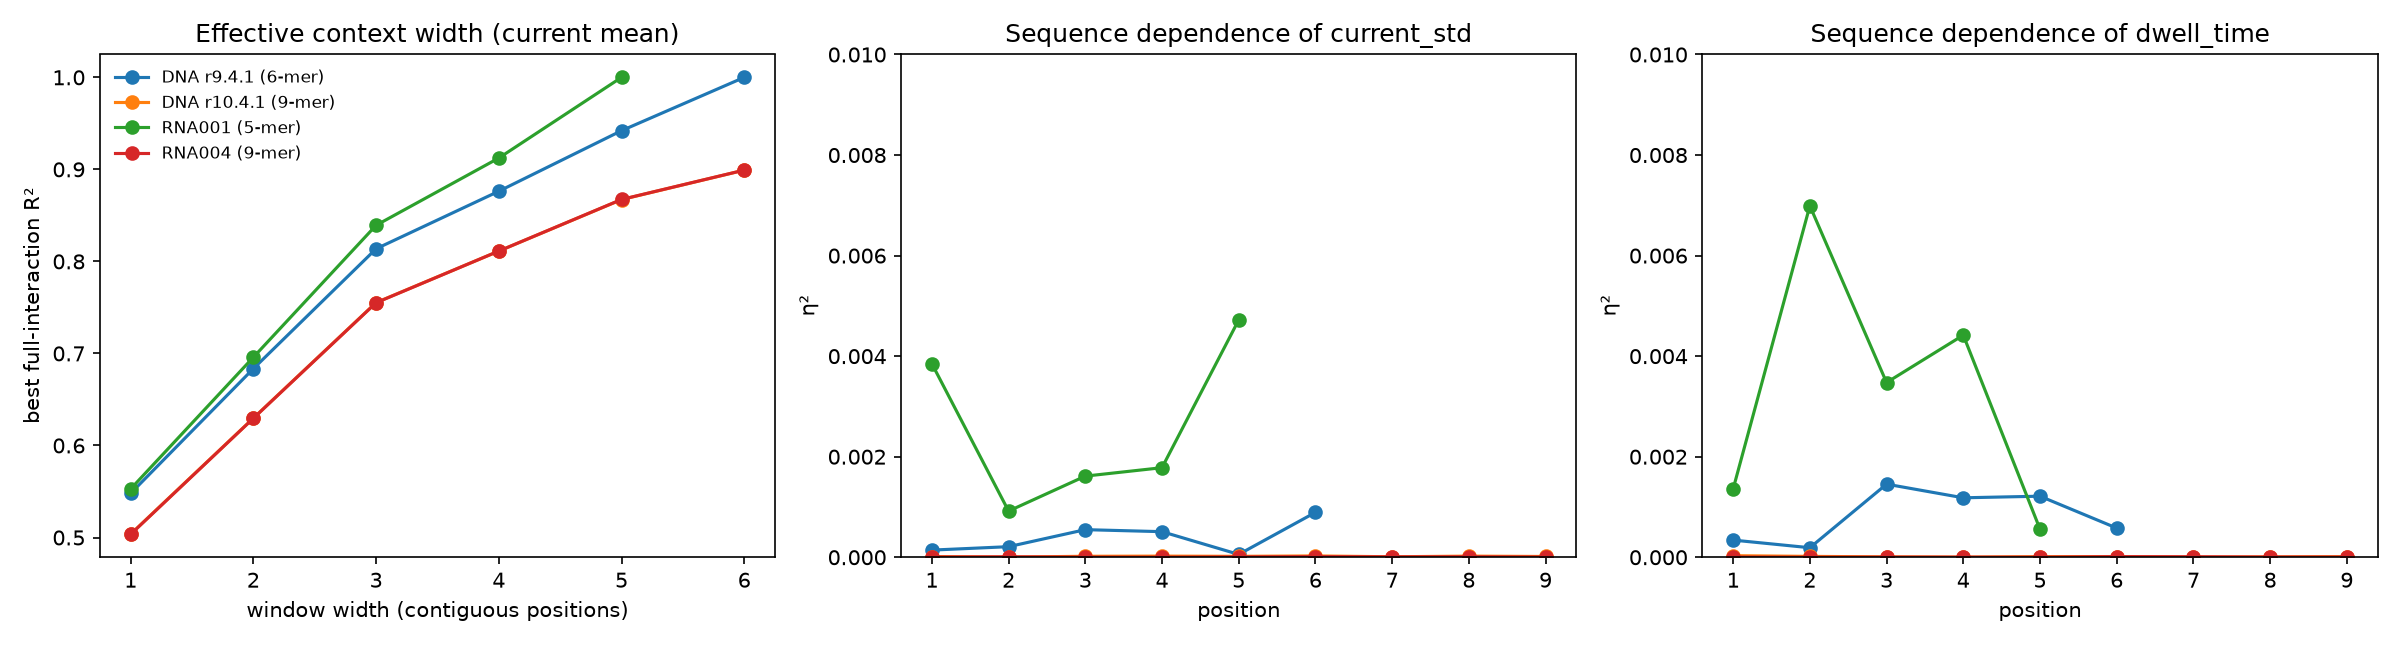 Effective context width (current mean)
best full-interaction R²
1.0
0.9
0.8
0.7
0.6
0.5
DNA r9.4.1 (6-mer)
DNA r10.4.1 (9-mer)
RNA001 (5-mer)
RNA004 (9-mer)
1 2 3 4 5 6
window width (contiguous positions)
Sequence dependence of current_std
η²
0.010
0.008
0.006
0.004
0.002
0.000
1 2 3 4 5 6 7 8 9
position
Sequence dependence of dwell_time
η²
0.010
0.008
0.006
0.004
0.002
0.000
1 2 3 4 5 6 7 8 9
position